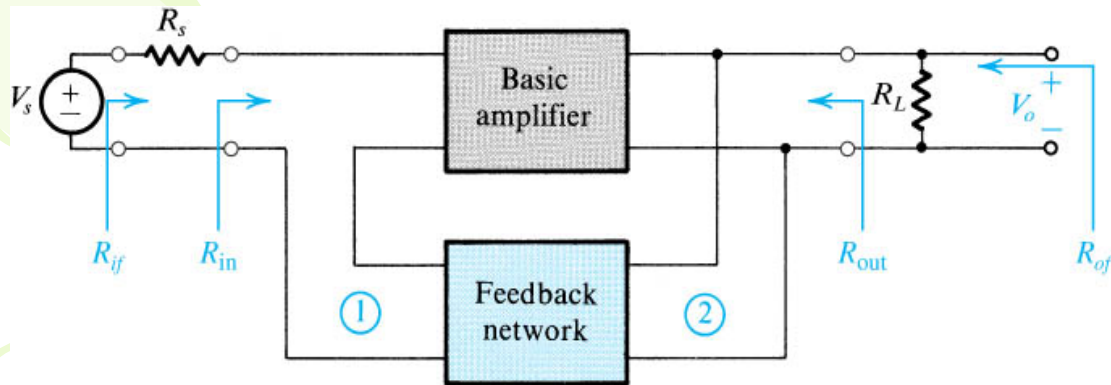 R_s
V_s
+
−
R_if
R_in
Basic
amplifier
Feedback
network
1
2
R_L
R_out
V_o
+
−
R_of